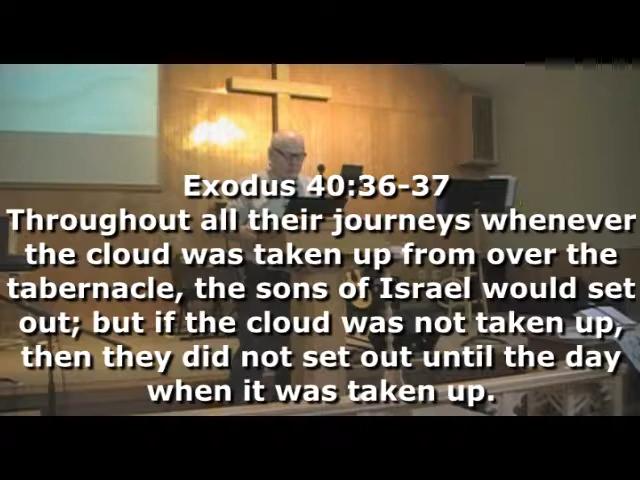 Exodus 40:36-37
Throughout all their journeys whenever
the cloud was taken up from over the
tabernacle, the sons of Israel would set
out; but if the cloud was not taken up,
then they did not set out until the day
when it was taken up.